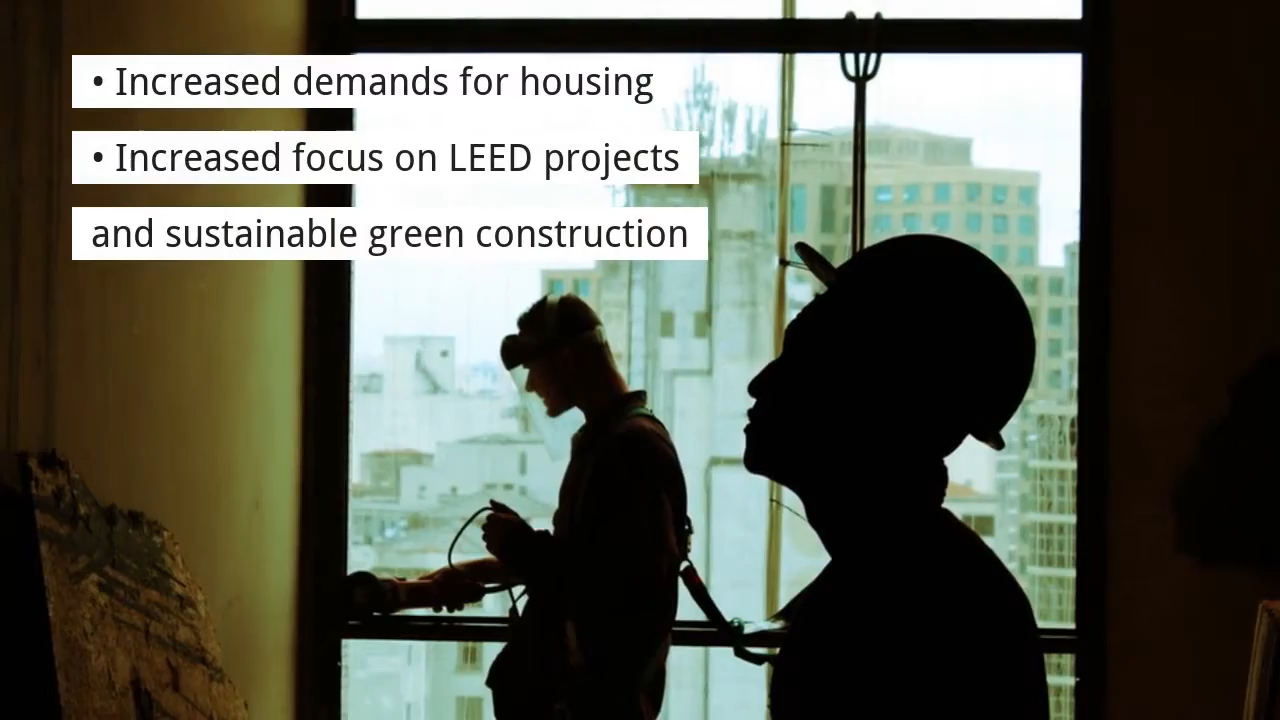 • Increased demands for housing
• Increased focus on LEED projects
and sustainable green construction